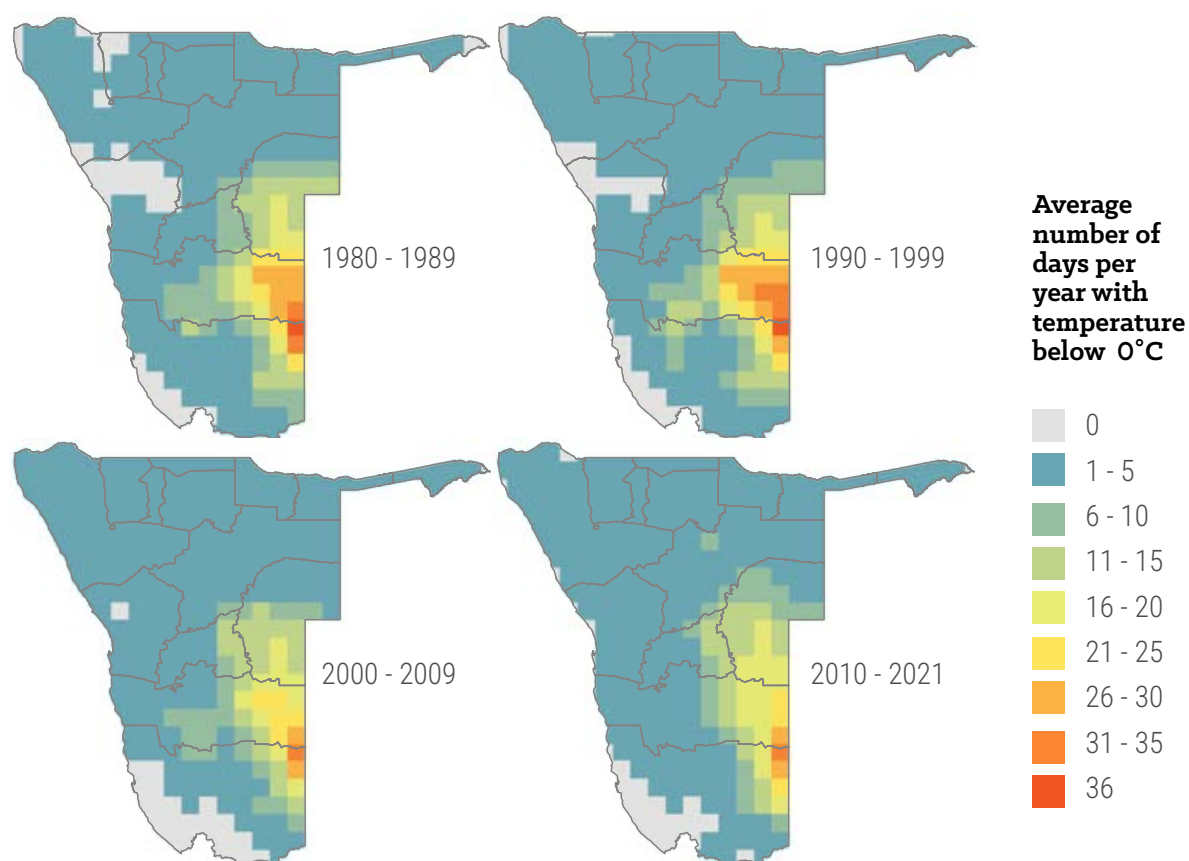 1980 - 1989
1990 - 1999
2000 - 2009
2010 - 2021
Average
number of
days per
year with
temperature
below 0°C
0
1 - 5
6 - 10
11 - 15
16 - 20
21 - 25
26 - 30
31 - 35
36